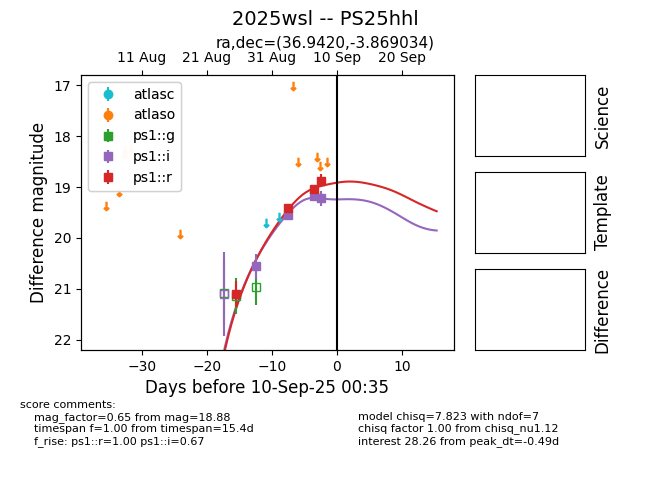 2025wsl -- PS25hhl
ra,dec=(36.9420,-3.869034)
11 Aug 21 Aug 31 Aug 10 Sep 20 Sep
Difference magnitude
17
18
19
20
21
22
atlasc
atlaso
ps1::g
ps1::i
ps1::r
−30 −20 −10 0 10
Days before 10-Sep-25 00:35
Science
Template
Difference
score comments:
mag_factor=0.65 from mag=18.88
timespan f=1.00 from timespan=15.4d
f_rise: ps1::r=1.00 ps1::i=0.67
model chisq=7.823 with ndof=7
chisq factor 1.00 from chisq_nu1.12
interest 28.26 from peak_dt=-0.49d